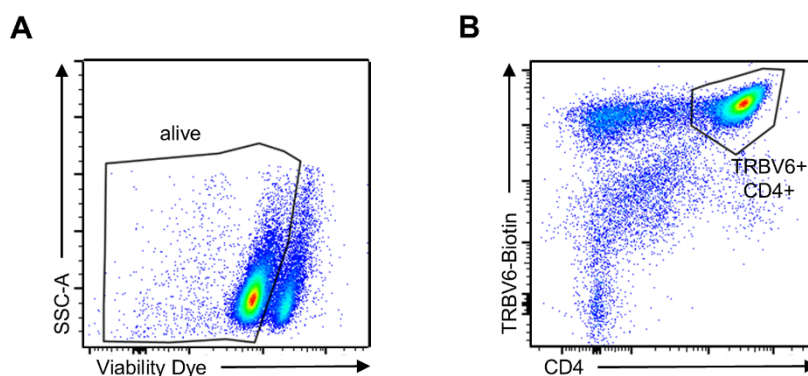 A
alive
SSC-A
Viability Dye
B
TRBV6+
CD4+
TRBV6-Biotin
CD4